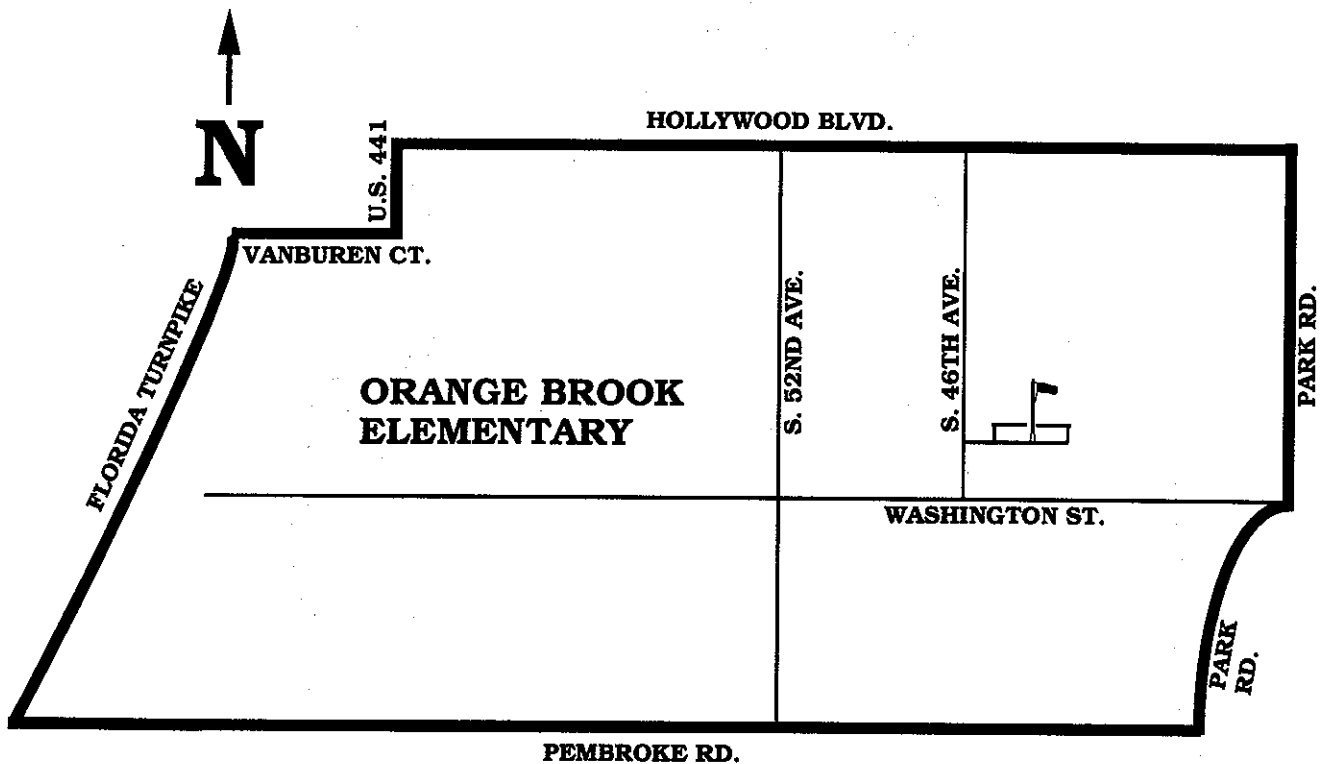 N
HOLLYWOOD BLVD.
U.S. 441
VANBUREN CT.
FLORIDA TURNPIKE
ORANGE BROOK
ELEMENTARY
S. 52ND AVE.
S. 46TH AVE.
PARK RD.
WASHINGTON ST.
PARK
RD.
PEMBROKE RD.